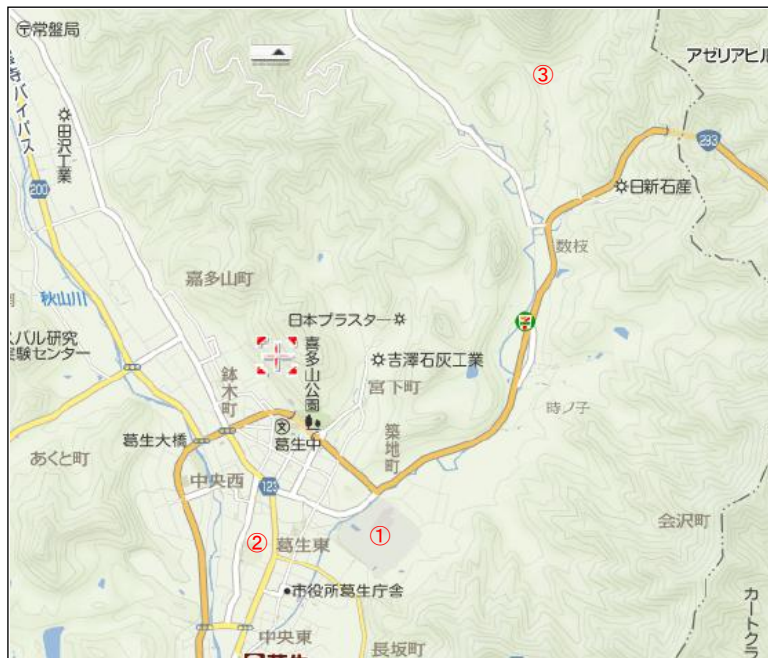 〒常盤局
③
アゼリアヒル
バイパス
田沢工業
293
200
日新石産
数枝
嘉多山町
秋山川
日本プラスター
バル研究
実験センター
吉澤石灰工業
喜多山公園
宮下町
鉢木町
時ノ子
築地町
葛生大橋
文
葛生中
あくと町
中央西
123
会沢町
②
葛生東
①
市役所葛生庁舎
カートクラ
中央東
長坂町